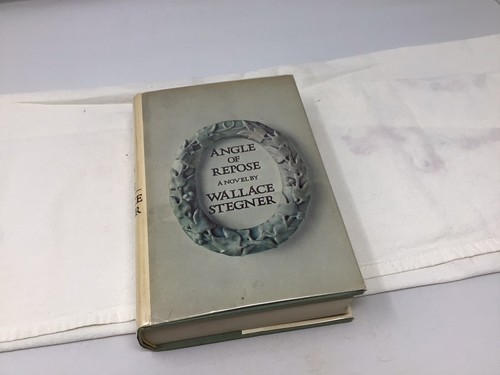 ANGLE
OF
REPOSE
A NOVEL BY
WALLACE
STEGNER